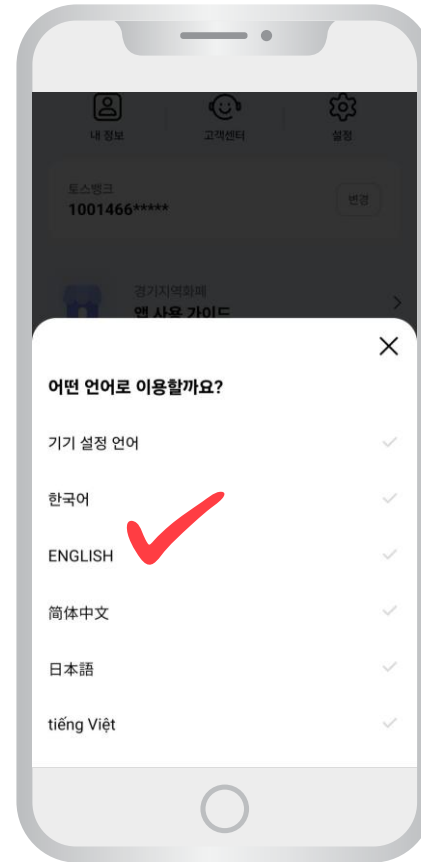 내 정보
고객센터
설정
토스뱅크
변경
1001466*****
경기지역화폐
앱 사용 가이드
어떤 언어로 이용할까요?
기기 설정 언어
한국어
ENGLISH
简体中文
日本語
tiếng Việt